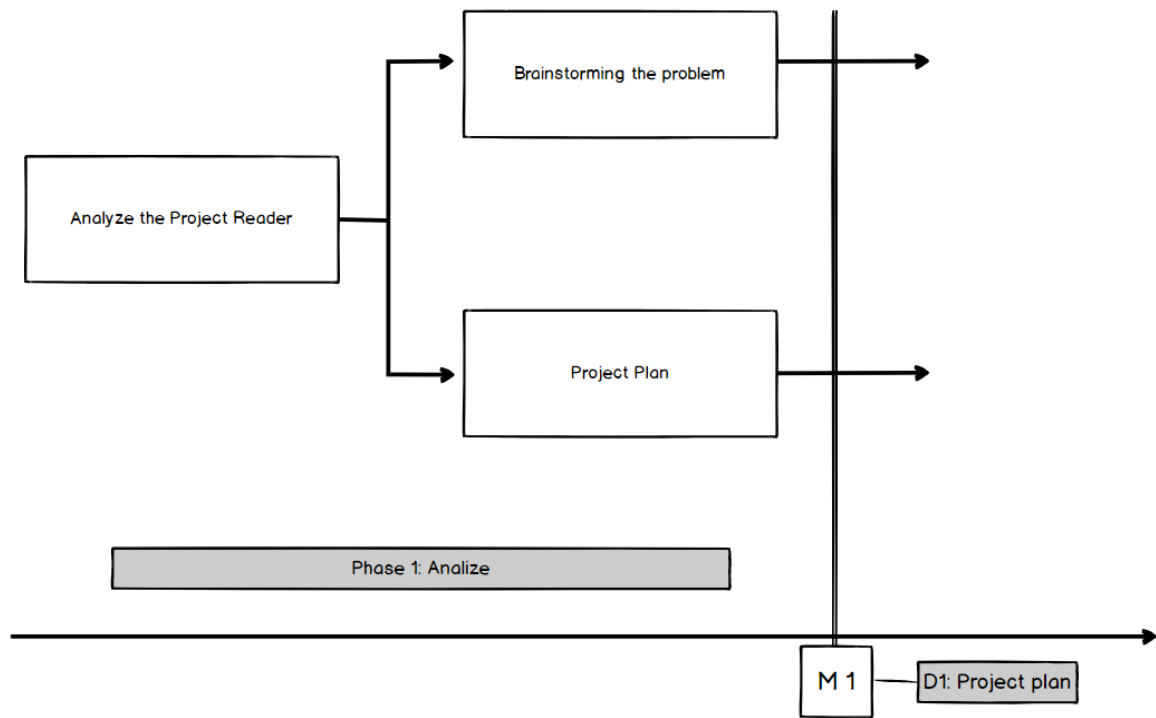 Brainstorming the problem
Analyze the Project Reader
Project Plan
Phase 1: Analize
M 1
D1: Project plan